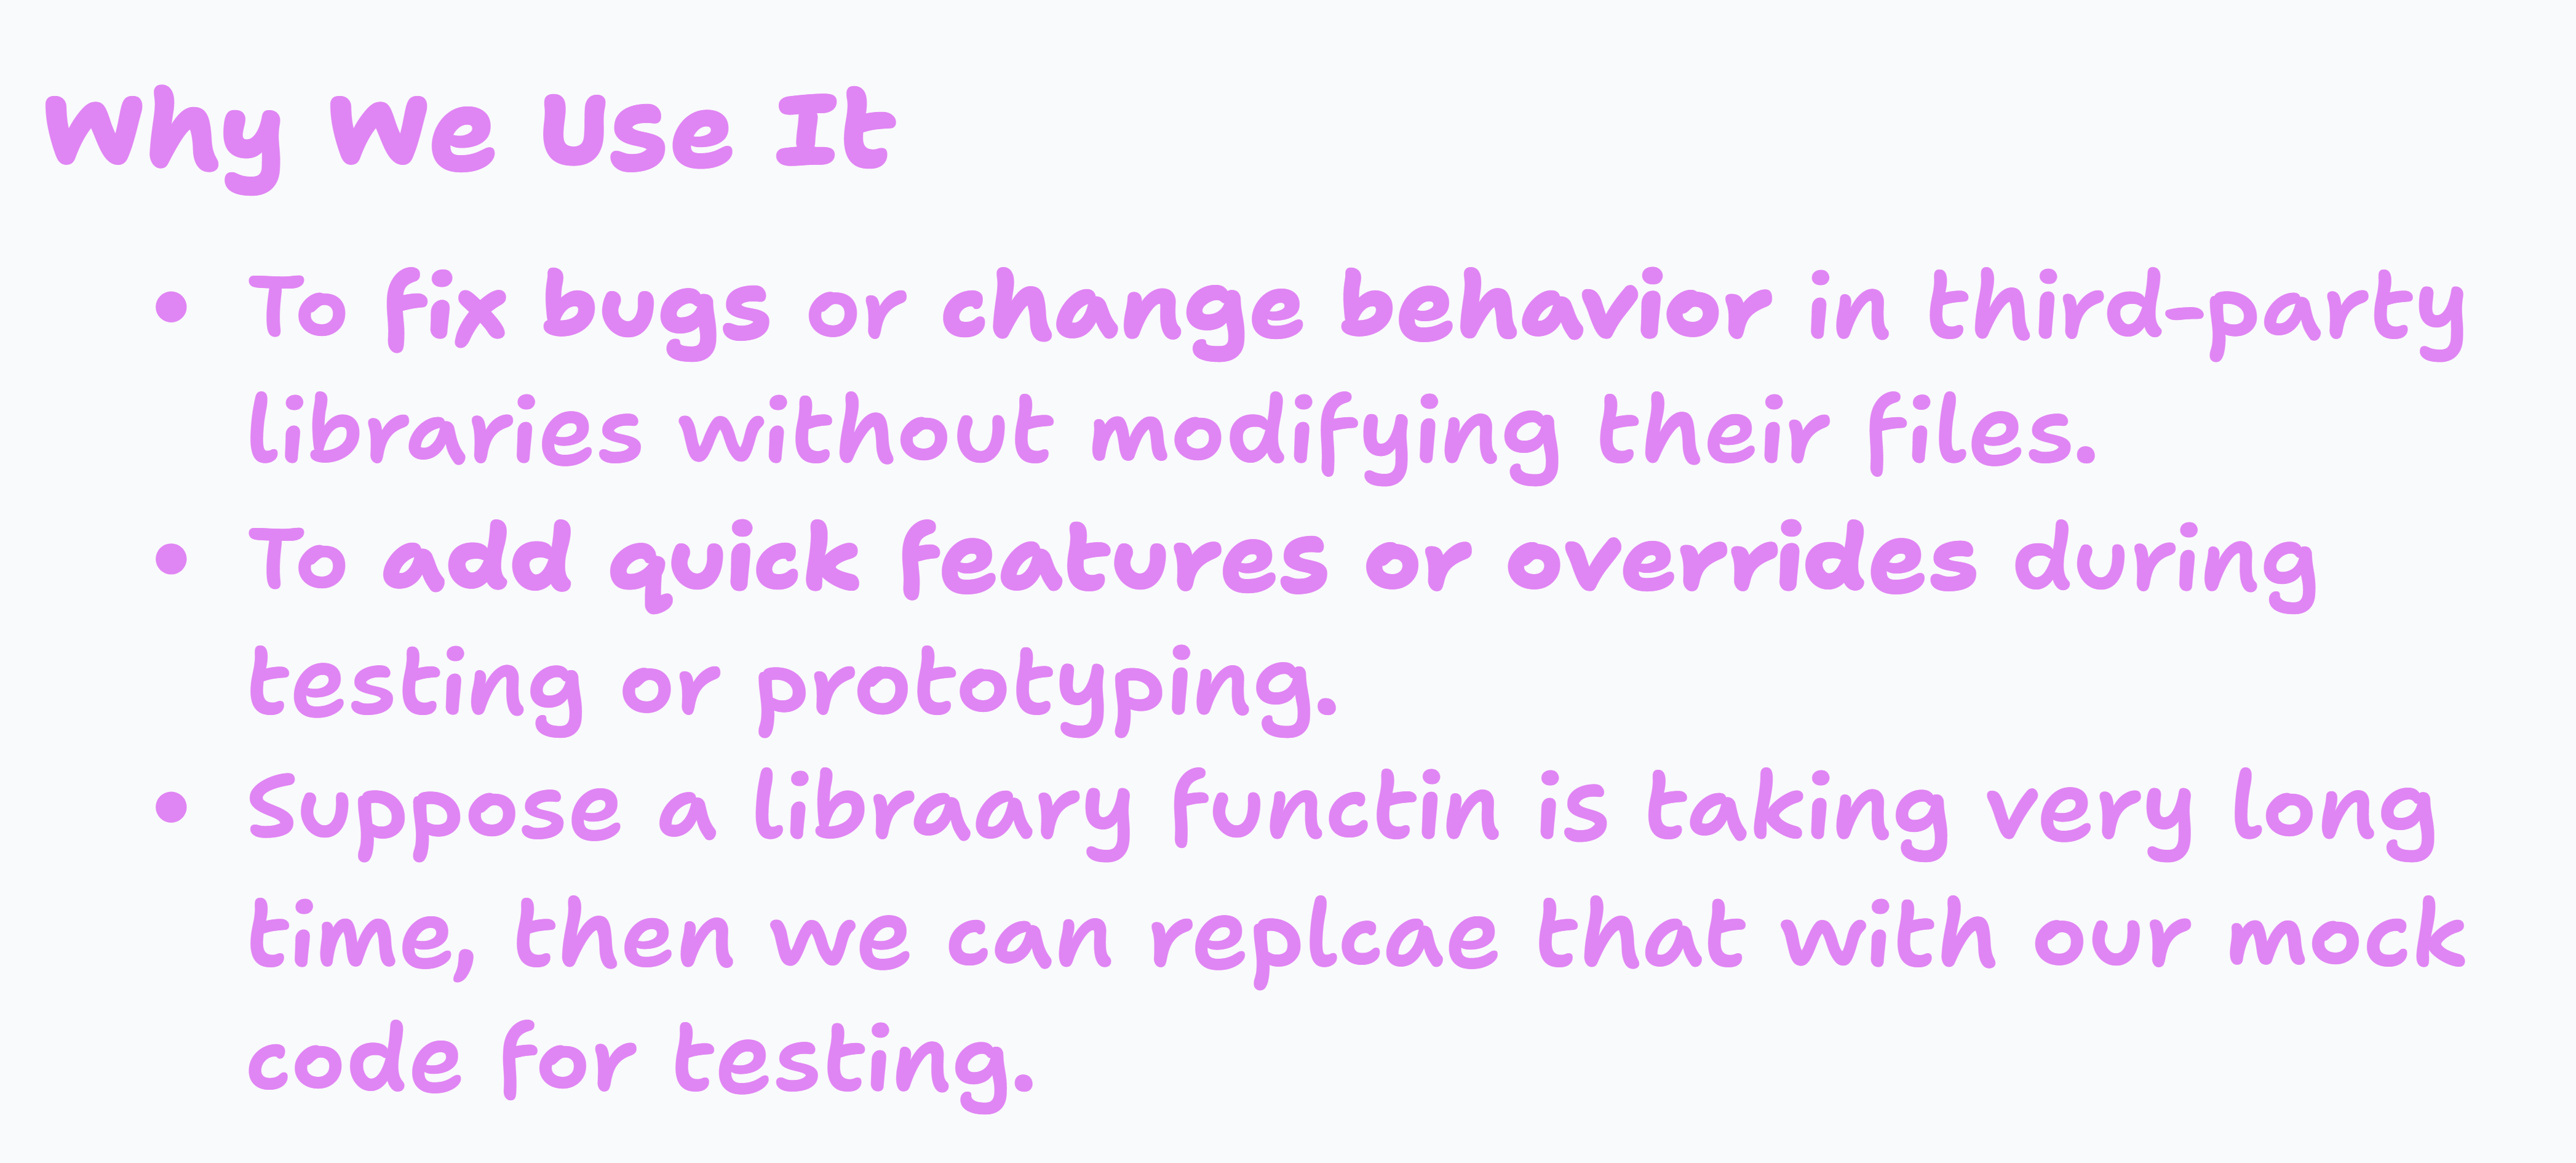 Why We Use It
• To fix bugs or change behavior in third-party
libraries without modifying their files.
• To add quick features or overrides during
testing or prototyping.
• Suppose a libraary functin is taking very long
time, then we can replcae that with our mock
code for testing.